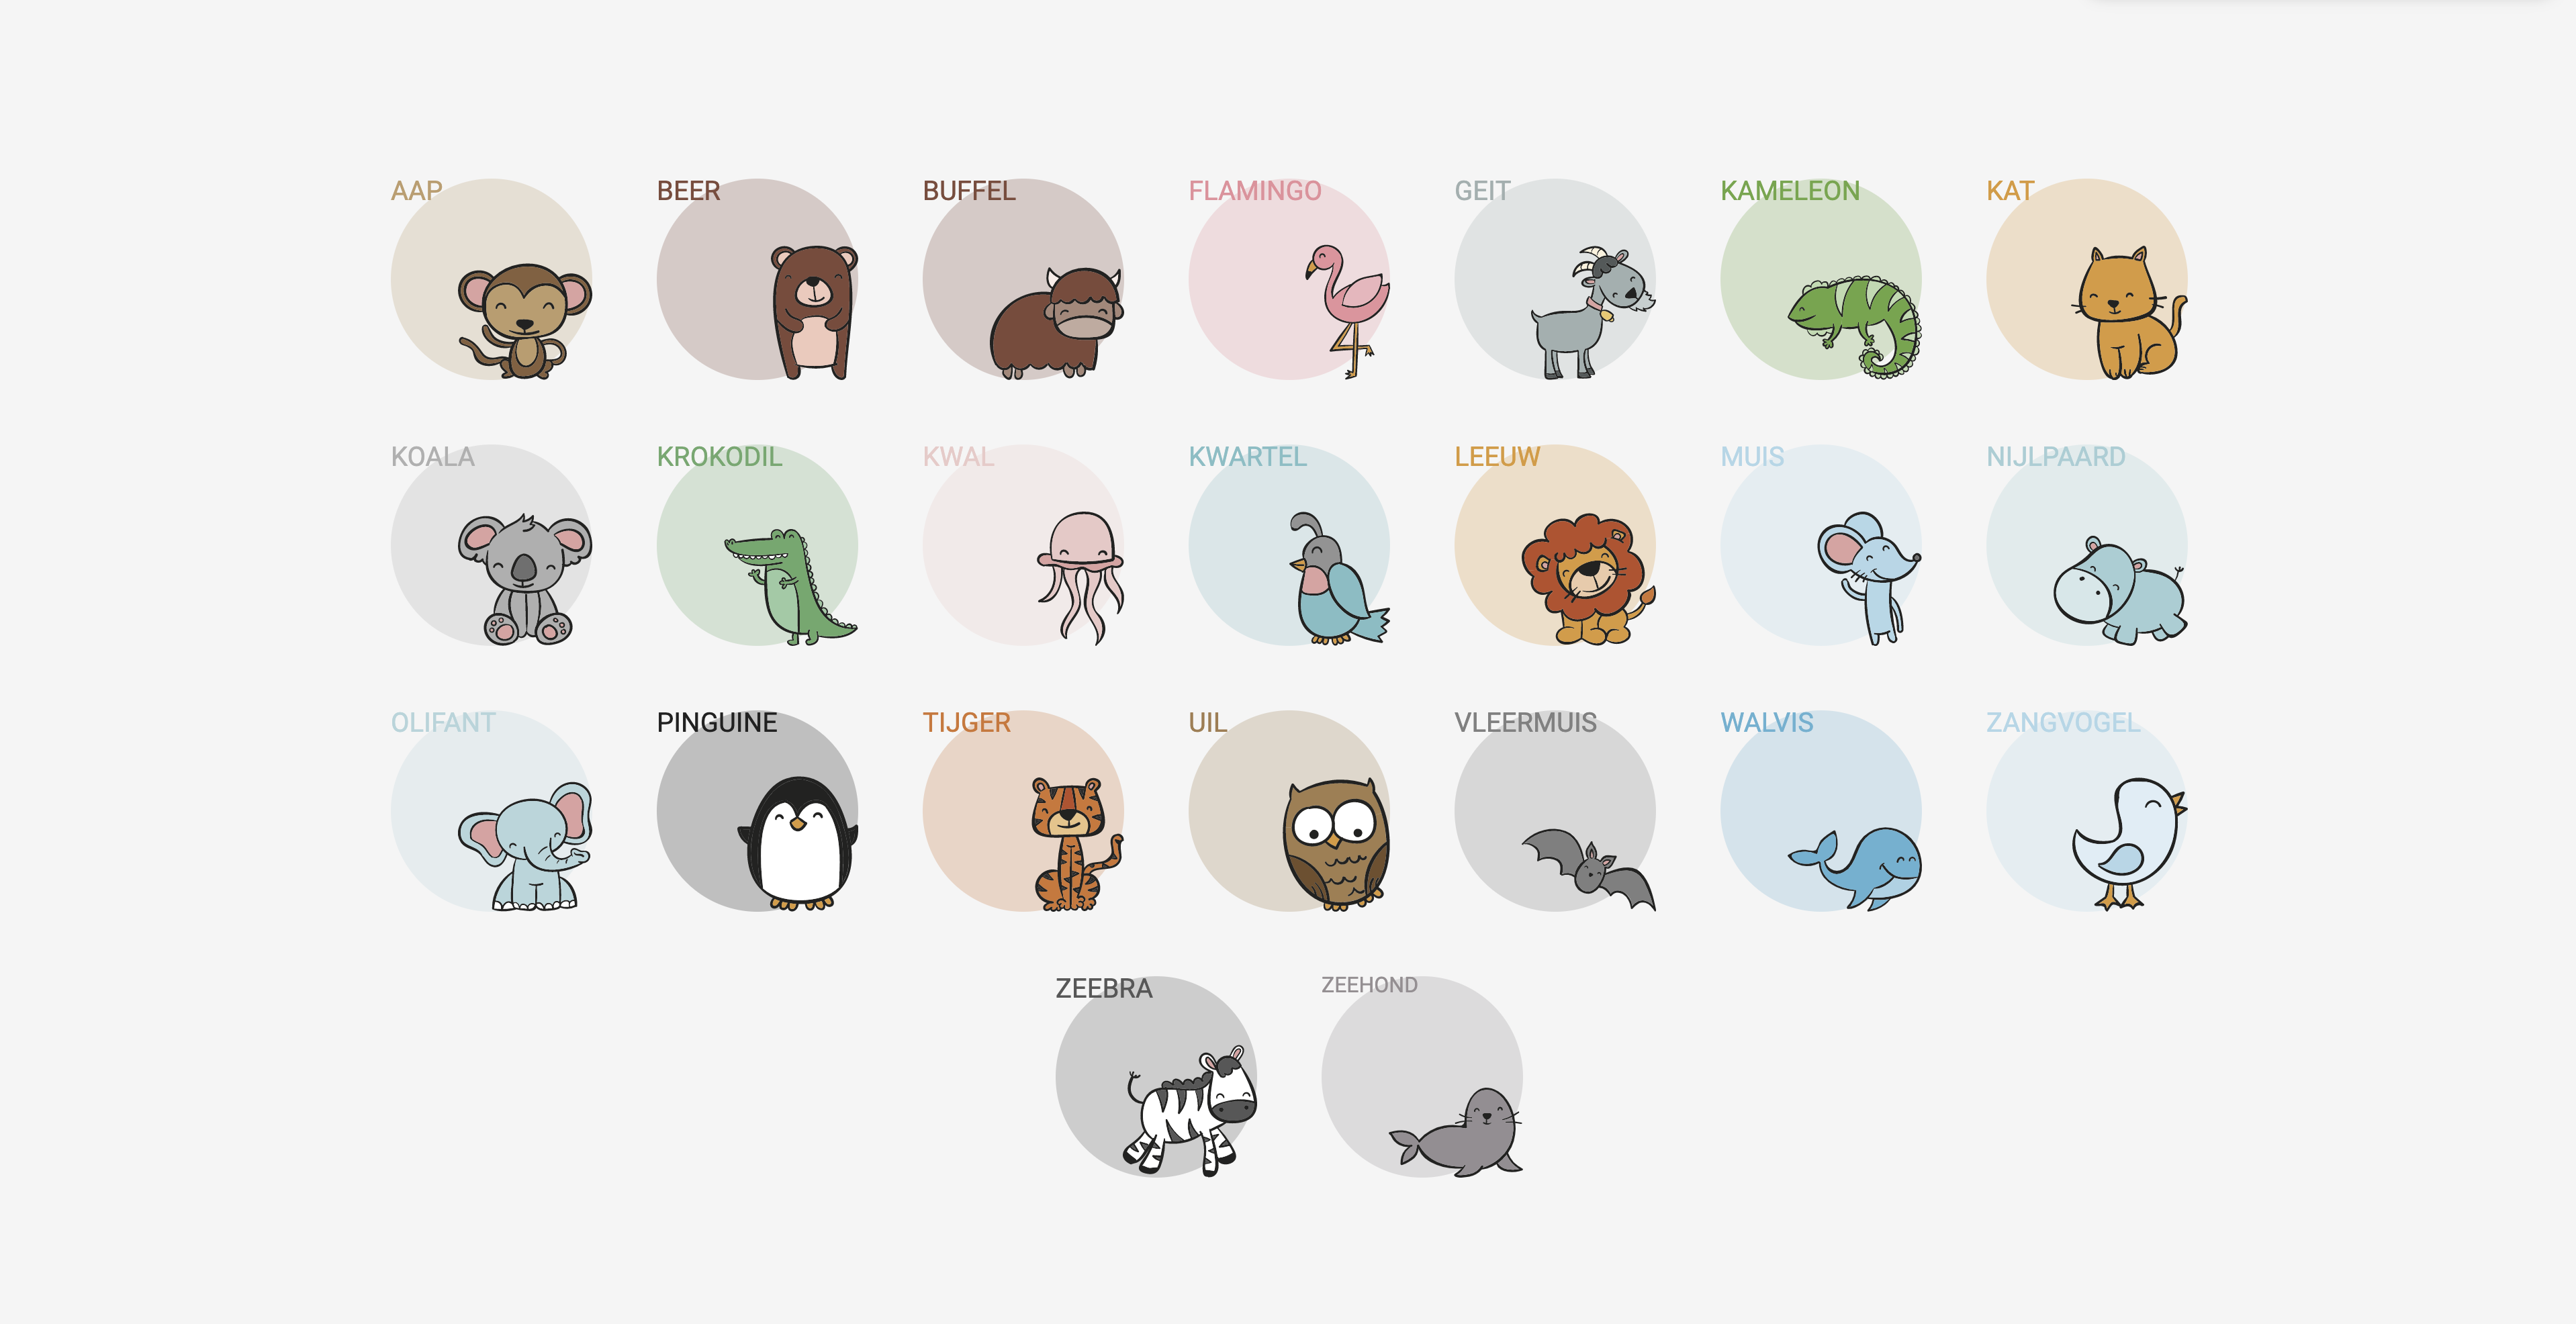 AAP
BEER
BUFFEL
FLAMINGO
GEIT
KAMELEON
KAT
KOALA
KROKODIL
KWAL
KWARTEL
LEEUW
MUIS
NIJLPAARD
OLIFANT
PINGUINE
TIJGER
UIL
VLEERMUIS
WALVIS
ZANGVOGEL
ZEEBRA
ZEEHOND